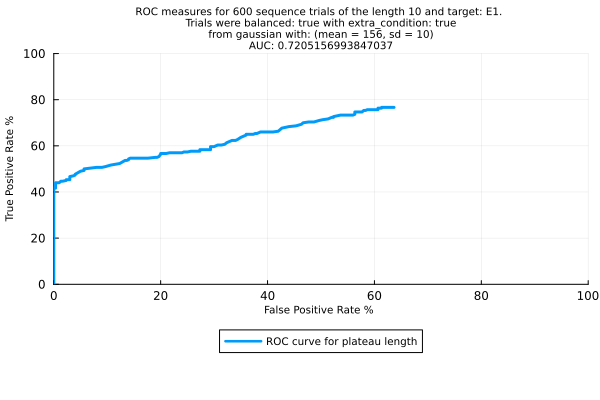 ROC measures for 600 sequence trials of the length 10 and target: E1.
Trials were balanced: true with extra_condition: true
from gaussian with: (mean = 156, sd = 10)
AUC: 0.7205156993847037
100
80
60
40
20
0
True Positive Rate %
0 20 40 60 80 100
False Positive Rate %
ROC curve for plateau length